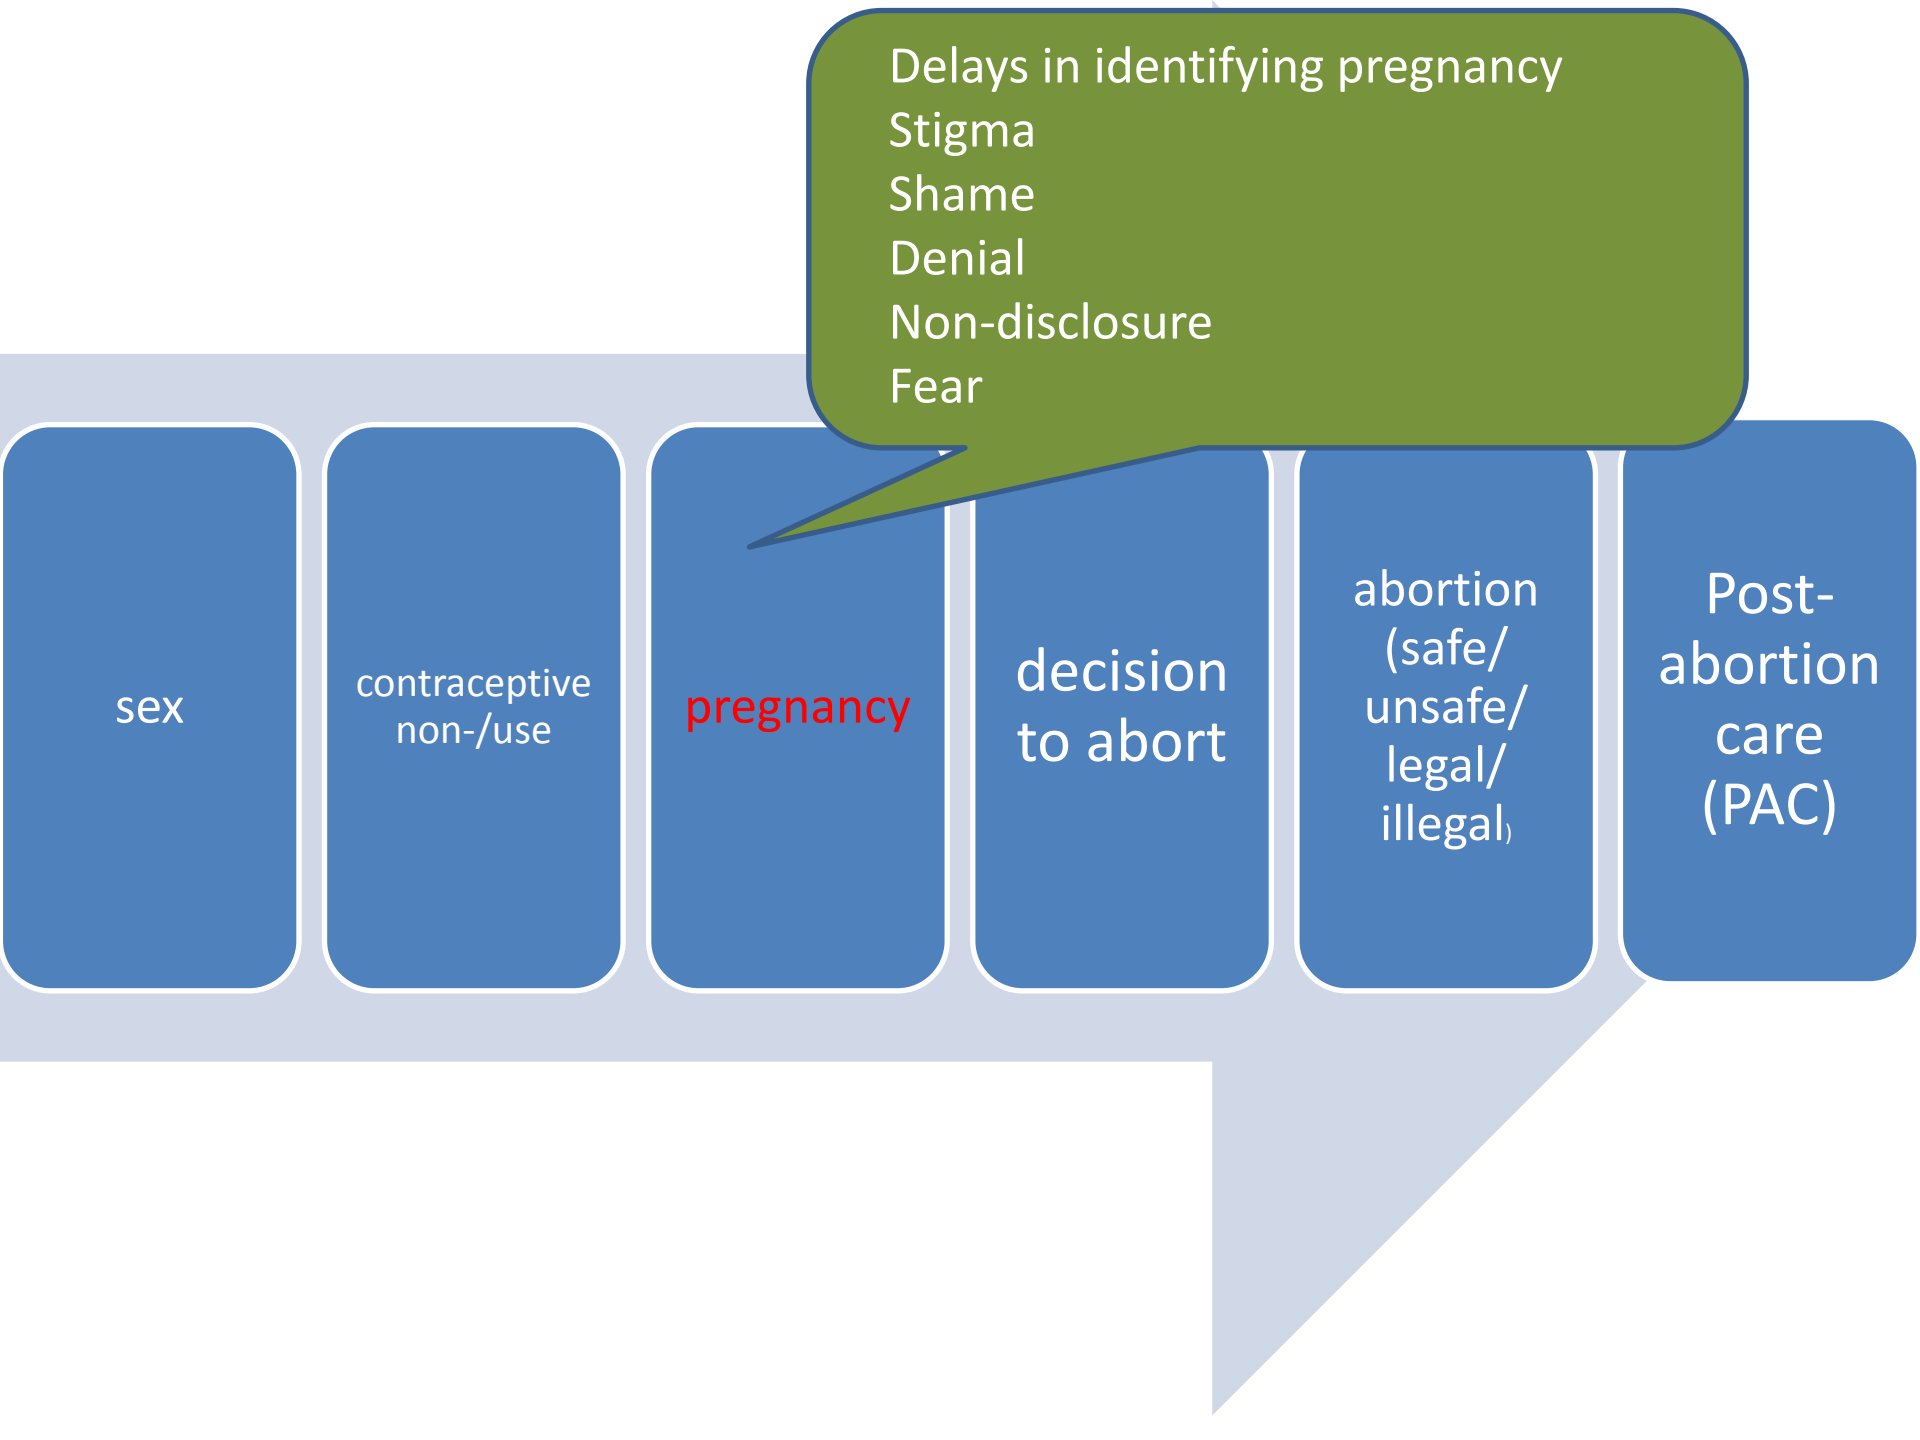 Delays in identifying pregnancy
Stigma
Shame
Denial
Non-disclosure
Fear
sex
contraceptive
non-/use
pregnancy
decision
to abort
abortion
(safe/
unsafe/
legal/
illegal)
Post-
abortion
care
(PAC)